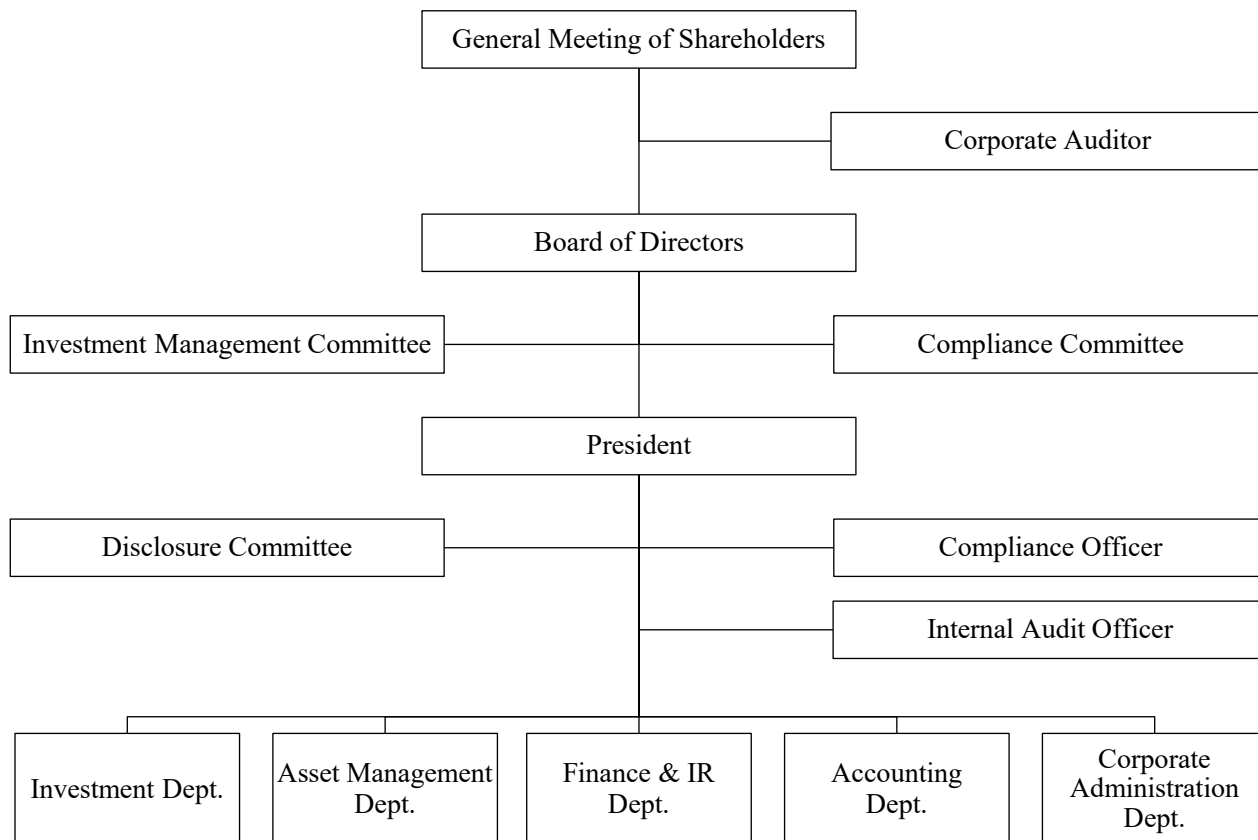 General Meeting of Shareholders
Corporate Auditor
Board of Directors
Investment Management Committee
Compliance Committee
President
Disclosure Committee
Compliance Officer
Internal Audit Officer
Investment Dept.
Asset Management
Dept.
Finance & IR
Dept.
Accounting
Dept.
Corporate
Administration
Dept.